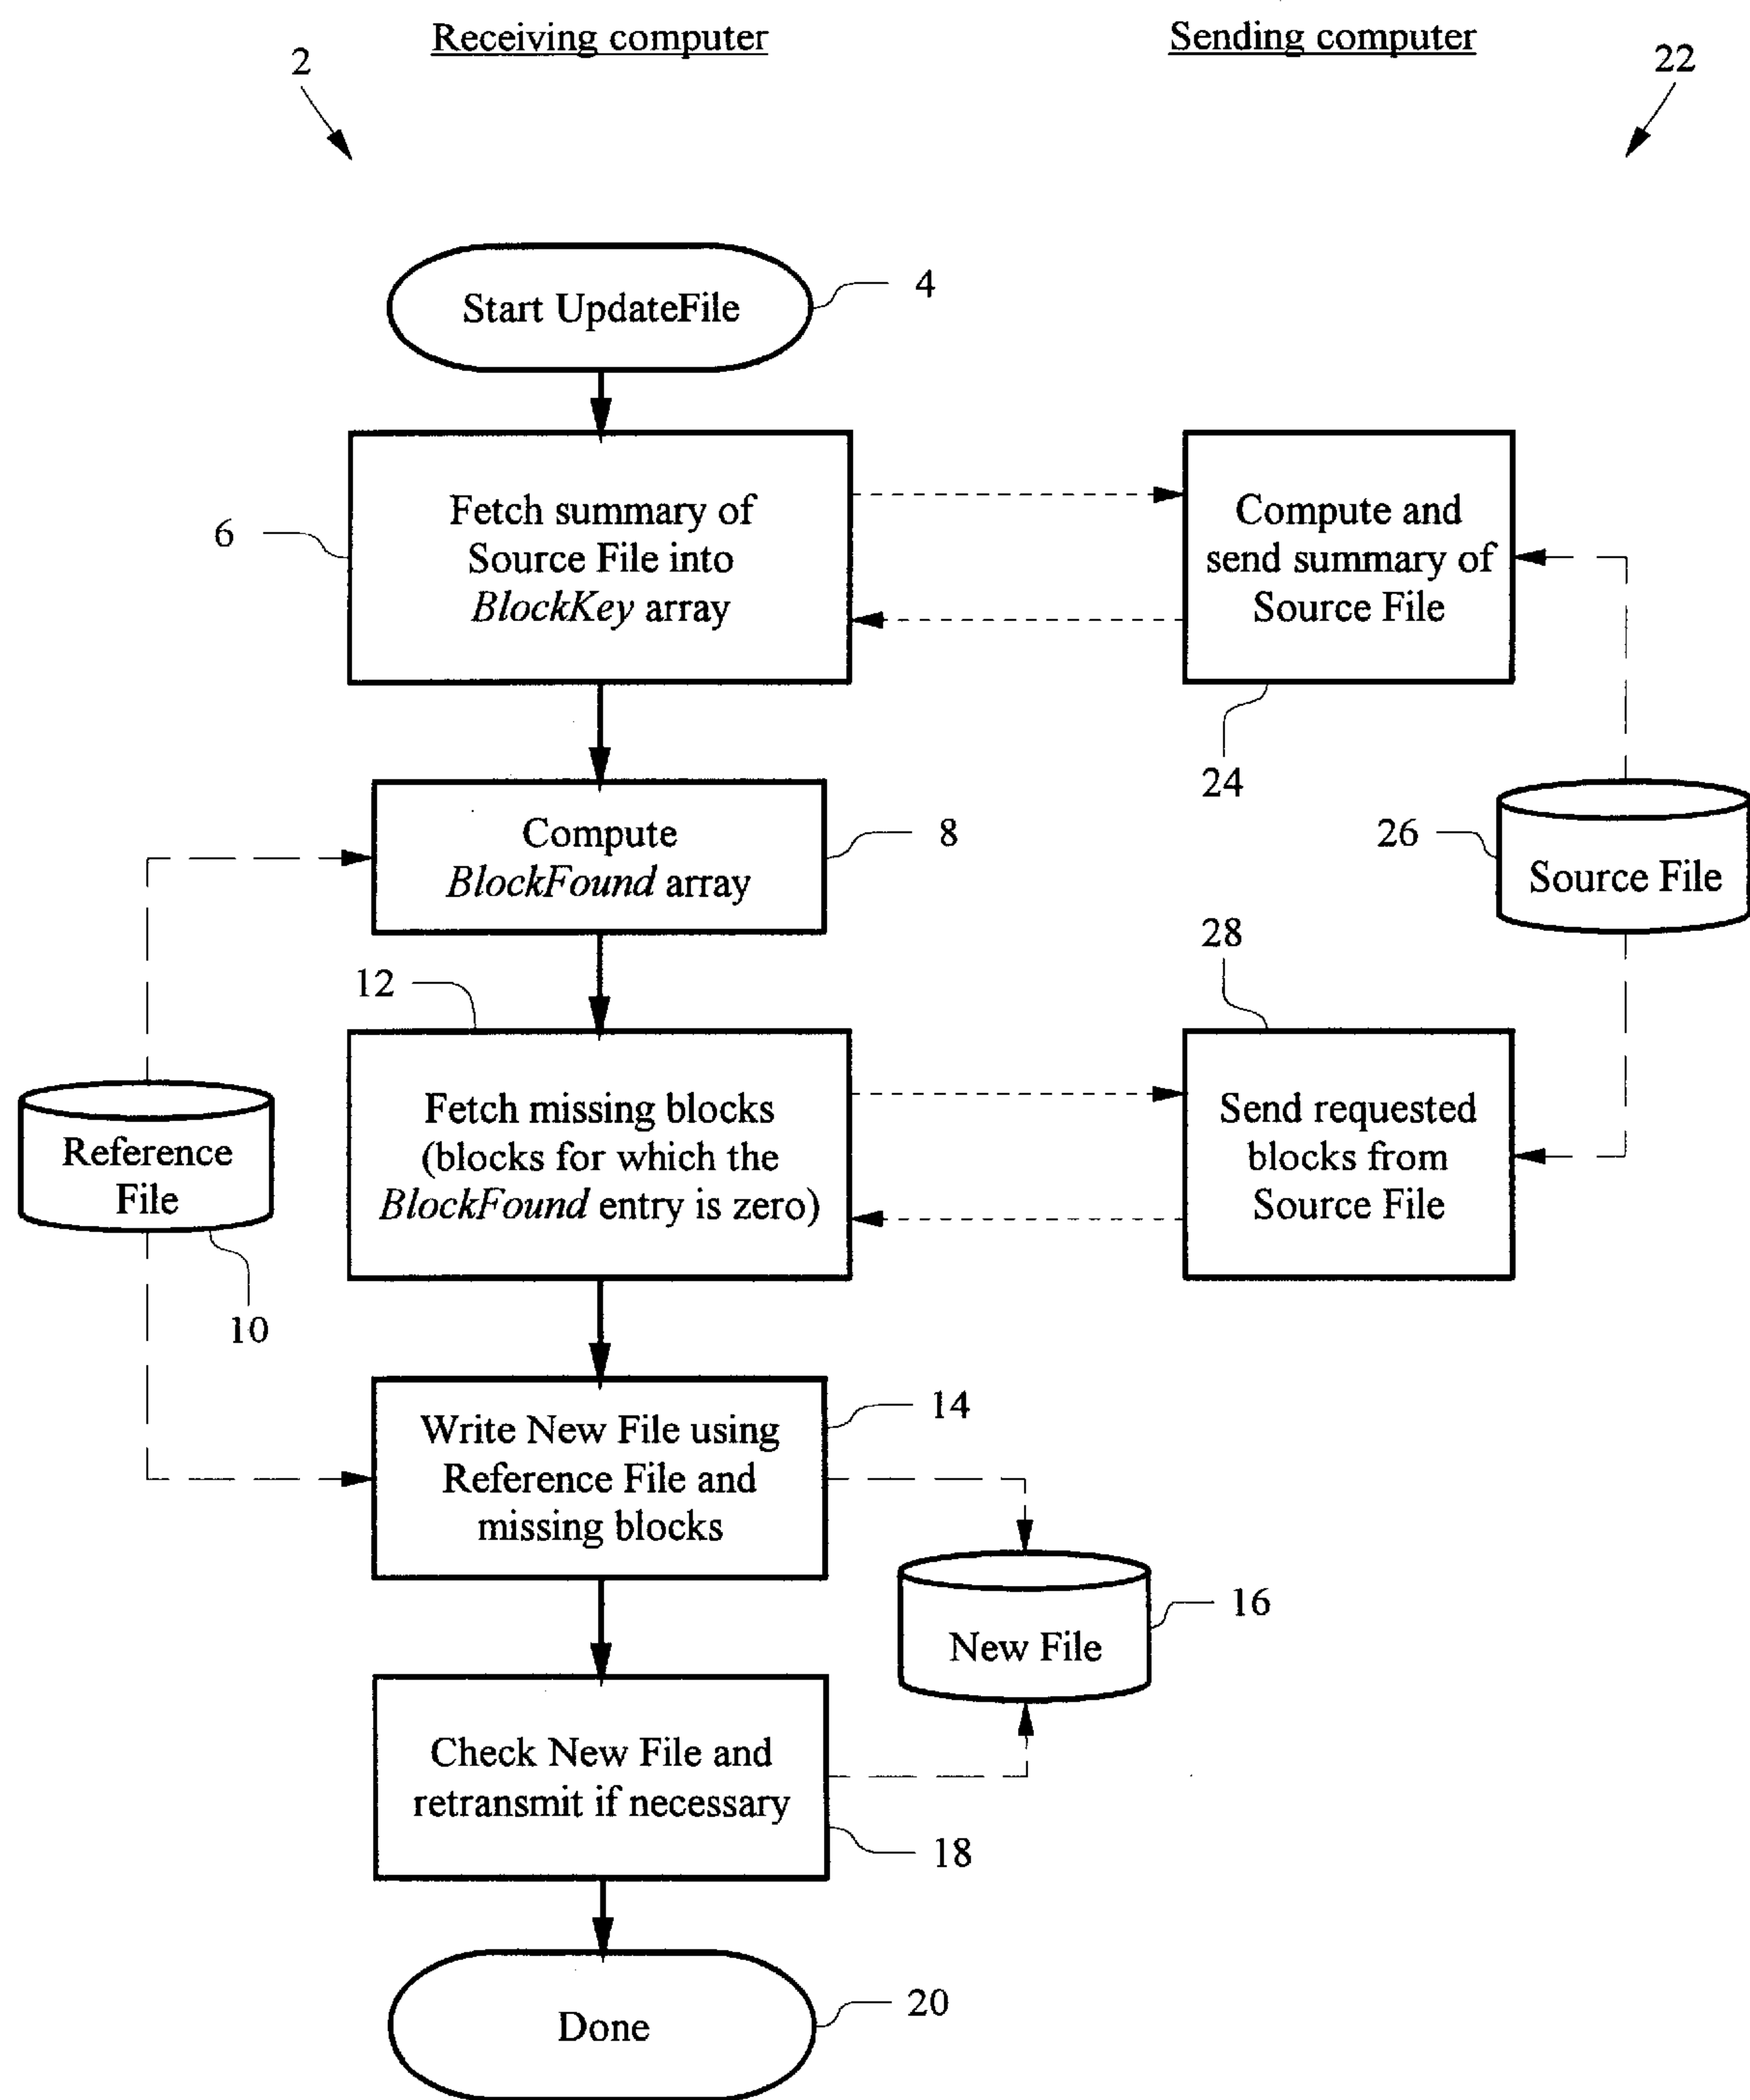 Receiving computer
Sending computer
2
22
Start UpdateFile
4
Fetch summary of
Source File into
BlockKey array
6
Compute and
send summary of
Source File
24
Compute
BlockFound array
8
26
Source File
12
28
Fetch missing blocks
(blocks for which the
BlockFound entry is zero)
Send requested
blocks from
Source File
Reference
File
10
Write New File using
Reference File and
missing blocks
14
New File
16
Check New File and
retransmit if necessary
18
Done
20